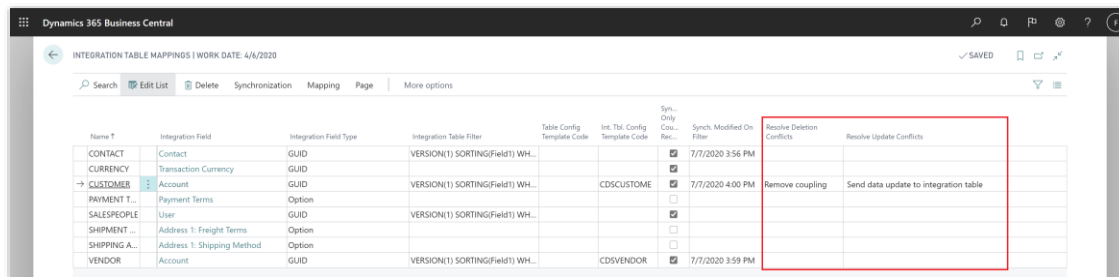 Dynamics 365 Business Central
INTEGRATION TABLE MAPPINGS | WORK DATE: 4/6/2020
✓ SAVED
Search Edit List Delete Synchronization Mapping Page More options
Name ↑ Integration Field Integration Field Type Integration Table Filter Table Config Template Code Int. Tbl. Config Template Code Syn... Only Cou... Rec... Synch. Modified On Filter Resolve Deletion Conflicts Resolve Update Conflicts
CONTACT Contact GUID VERSION(1) SORTING(Field1) WH... 7/7/2020 3:56 PM
CURRENCY Transaction Currency GUID
→ CUSTOMER Account GUID VERSION(1) SORTING(Field1) WH... CDSCUSTOME 7/7/2020 4:00 PM Remove coupling Send data update to integration table
PAYMENT T... Payment Terms Option
SALESPEOPLE User GUID VERSION(1) SORTING(Field1) WH...
SHIPMENT ... Address 1: Freight Terms Option
SHIPPING A... Address 1: Shipping Method Option
VENDOR Account GUID VERSION(1) SORTING(Field1) WH... CDSVENDOR 7/7/2020 3:59 PM